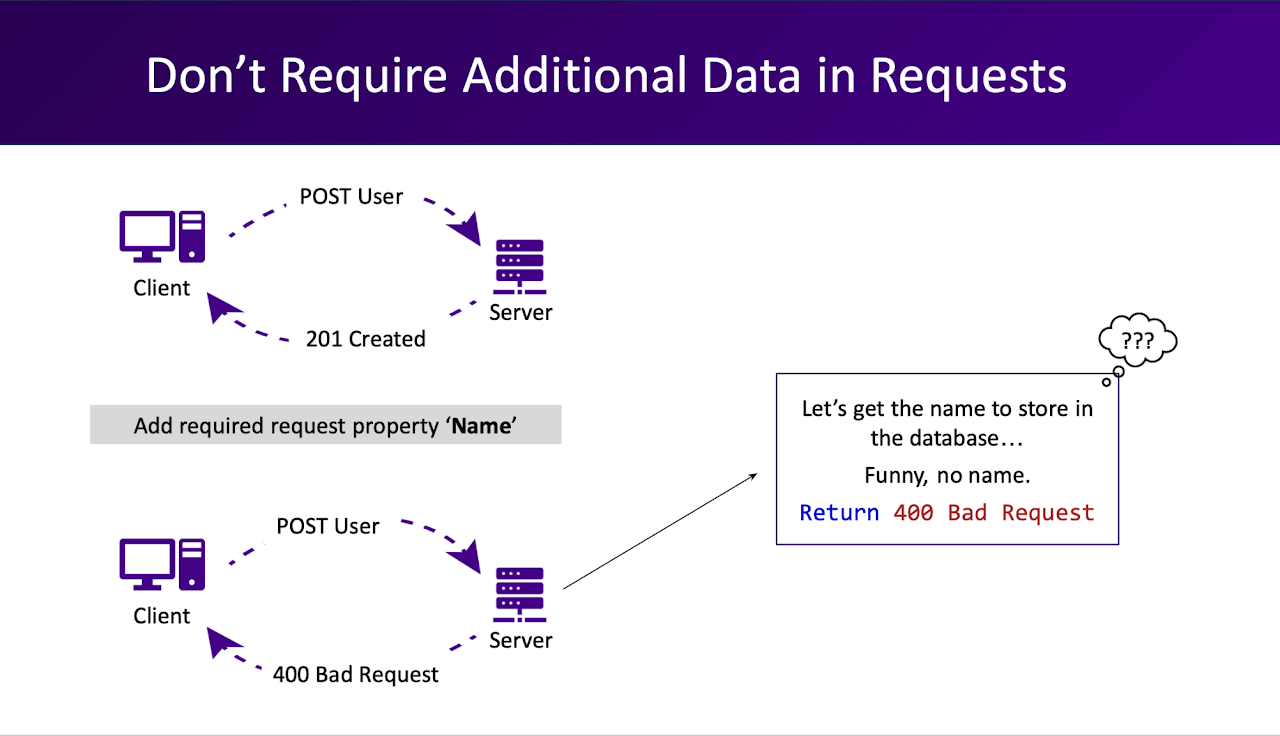 Don’t Require Additional Data in Requests
POST User
Client
Server
201 Created
Add required request property ‘Name’
POST User
Client
Server
400 Bad Request
???
Let’s get the name to store in
the database…
Funny, no name.
Return 400 Bad Request